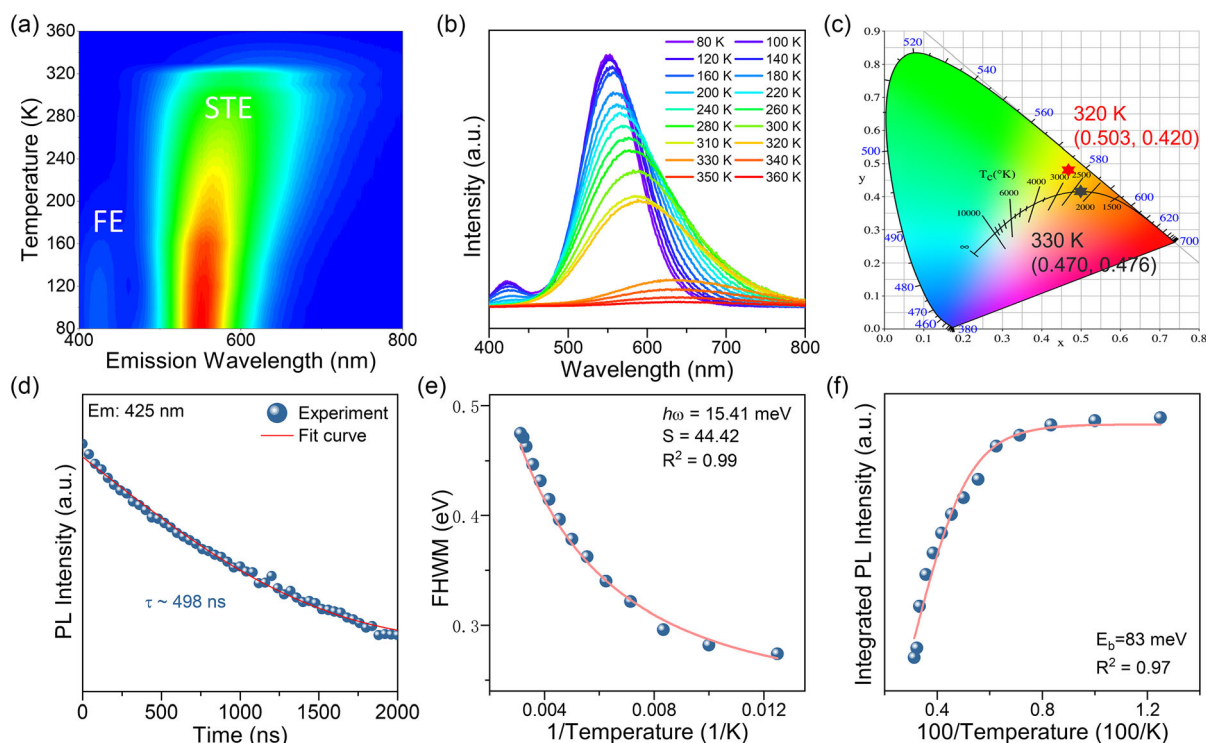 (a)
360
320
280
240
200
160
120
80
Temperature (K)
STE
FE
400
600
800
Emission Wavelength (nm)
(b)
Intensity (a.u.)
80 K 100 K
120 K 140 K
160 K 180 K
200 K 220 K
240 K 260 K
280 K 300 K
310 K 320 K
330 K 340 K
350 K 360 K
400 500 600 700 800
Wavelength (nm)
(c)
0.9
0.8
0.7
0.6
0.5
y
0.4
0.3
0.2
0.1
0.0
520
540
560
580
600
620
700
500
490
480
470
460
380
320 K
(0.503, 0.420)
Tc(°K)
10000
6000
4000
3000
2500
2000
1500
∞
330 K
(0.470, 0.476)
0.0 0.1 0.2 0.3 0.4 0.5 0.6 0.7 0.8
x
(d)
Em: 425 nm
Experiment
Fit curve
PL Intensity (a.u.)
τ ~ 498 ns
0 500 1000 1500 2000
Time (ns)
(e)
0.5
0.4
0.3
FHWM (eV)
hω = 15.41 meV
S = 44.42
R² = 0.99
0.004 0.008 0.012
1/Temperature (1/K)
(f)
Integrated PL Intensity (a.u.)
E_b=83 meV
R² = 0.97
0.4 0.6 0.8 1.0 1.2
100/Temperature (100/K)